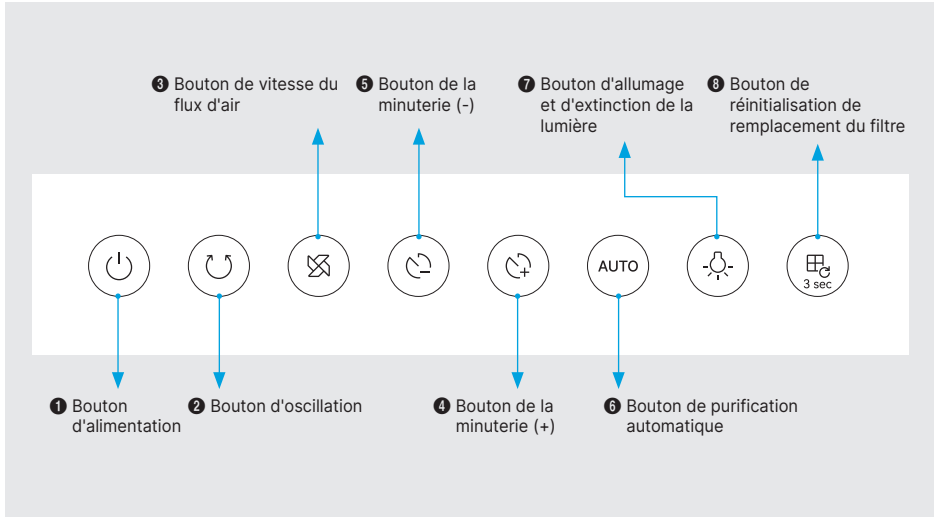 ❸ Bouton de vitesse du
flux d'air
❺ Bouton de la
minuterie (-)
❼ Bouton d'allumage
et d'extinction de la
lumière
❽ Bouton de
réinitialisation de
remplacement du filtre
AUTO
3 sec
❶ Bouton
d'alimentation
❷ Bouton d'oscillation
❹ Bouton de la
minuterie (+)
❻ Bouton de purification
automatique